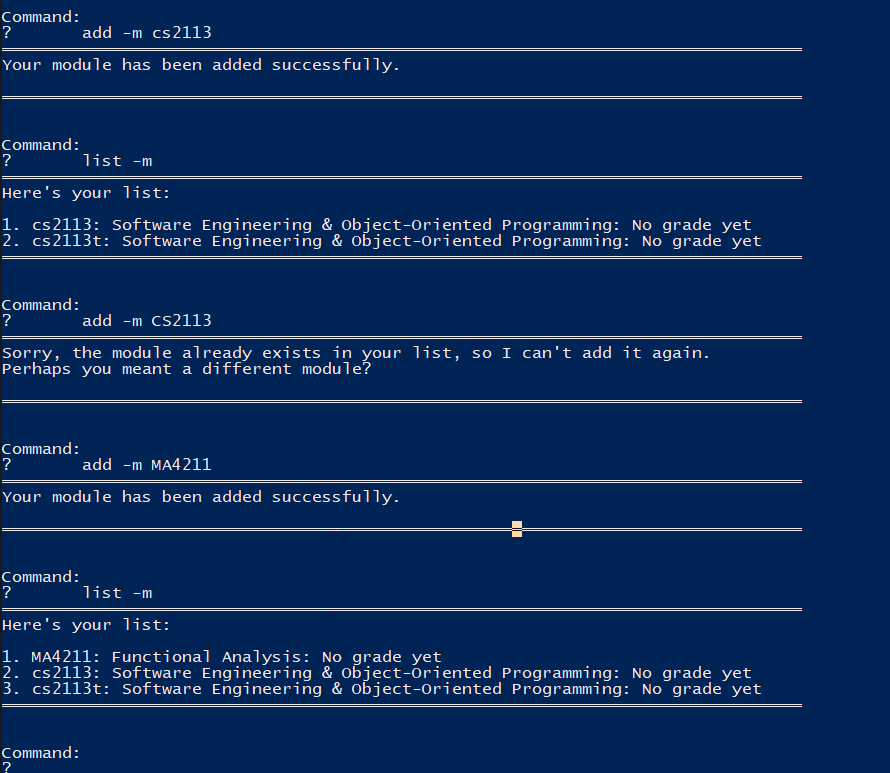 Command:
?       add -m cs2113
Your module has been added successfully.
Command:
?       list -m
Here's your list:
1. cs2113: Software Engineering & Object-Oriented Programming: No grade yet
2. cs2113t: Software Engineering & Object-Oriented Programming: No grade yet
Command:
?       add -m CS2113
Sorry, the module already exists in your list, so I can't add it again.
Perhaps you meant a different module?
Command:
?       add -m MA4211
Your module has been added successfully.
Command:
?       list -m
Here's your list:
1. MA4211: Functional Analysis: No grade yet
2. cs2113: Software Engineering & Object-Oriented Programming: No grade yet
3. cs2113t: Software Engineering & Object-Oriented Programming: No grade yet
Command:
?